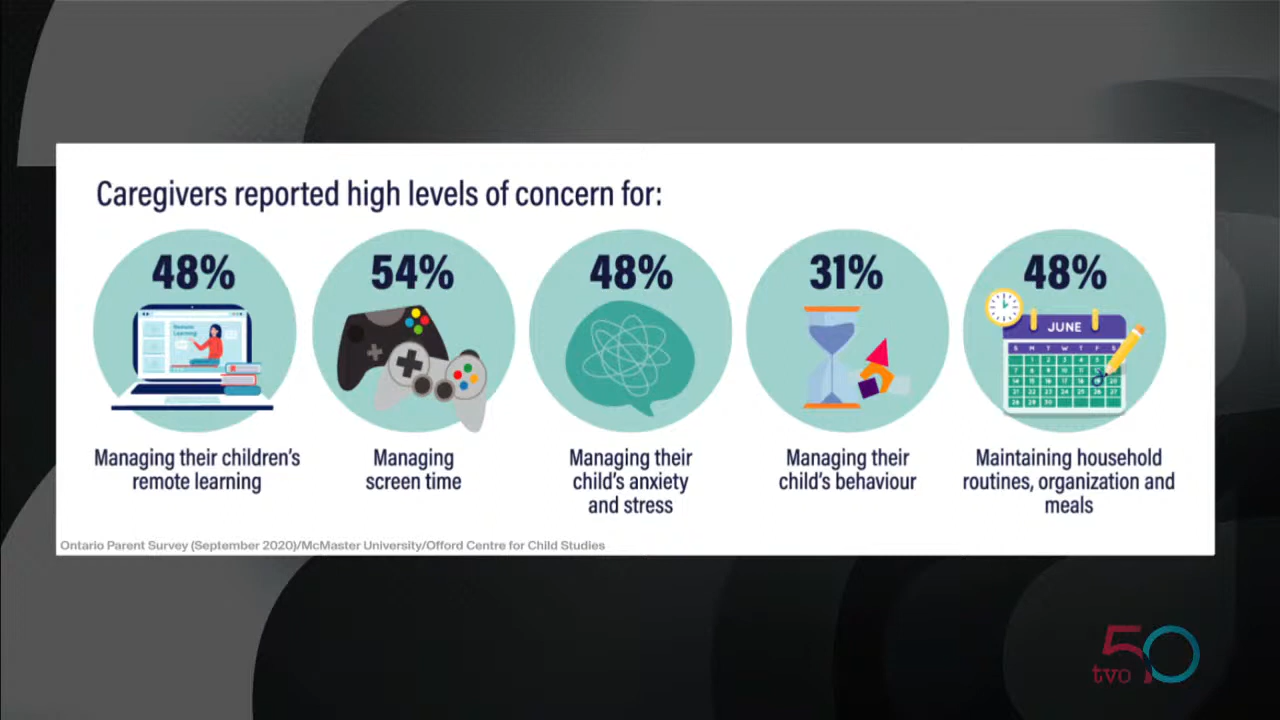 Caregivers reported high levels of concern for:
48%
54%
48%
31%
48%
Remote
Learning
JUNE
S M T W T F S
Managing their children's
remote learning
Managing
screen time
Managing their
child's anxiety
and stress
Managing their
child's behaviour
Maintaining household
routines, organization and
meals
Ontario Parent Survey (September 2020)/McMaster University/Offord Centre for Child Studies
tvo 50